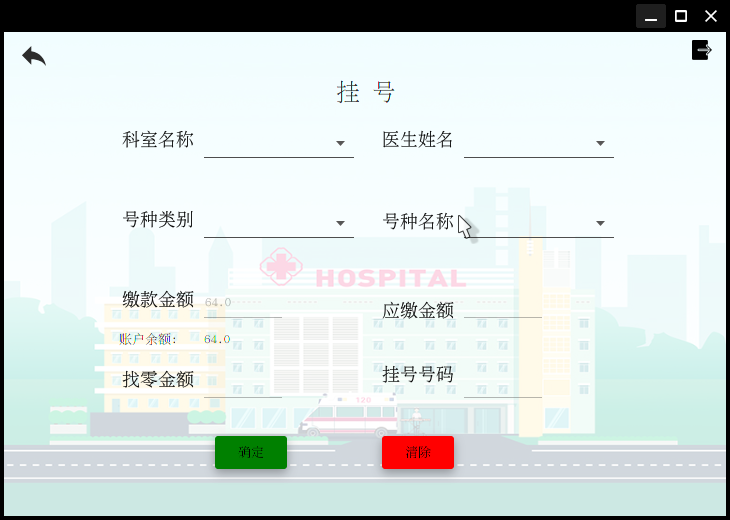 挂 号
科室名称
医生姓名
号种类别
号种名称
HOSPITAL
缴款金额 64.0
应缴金额
账户余额: 64.0
找零金额
挂号号码
120
确定
清除